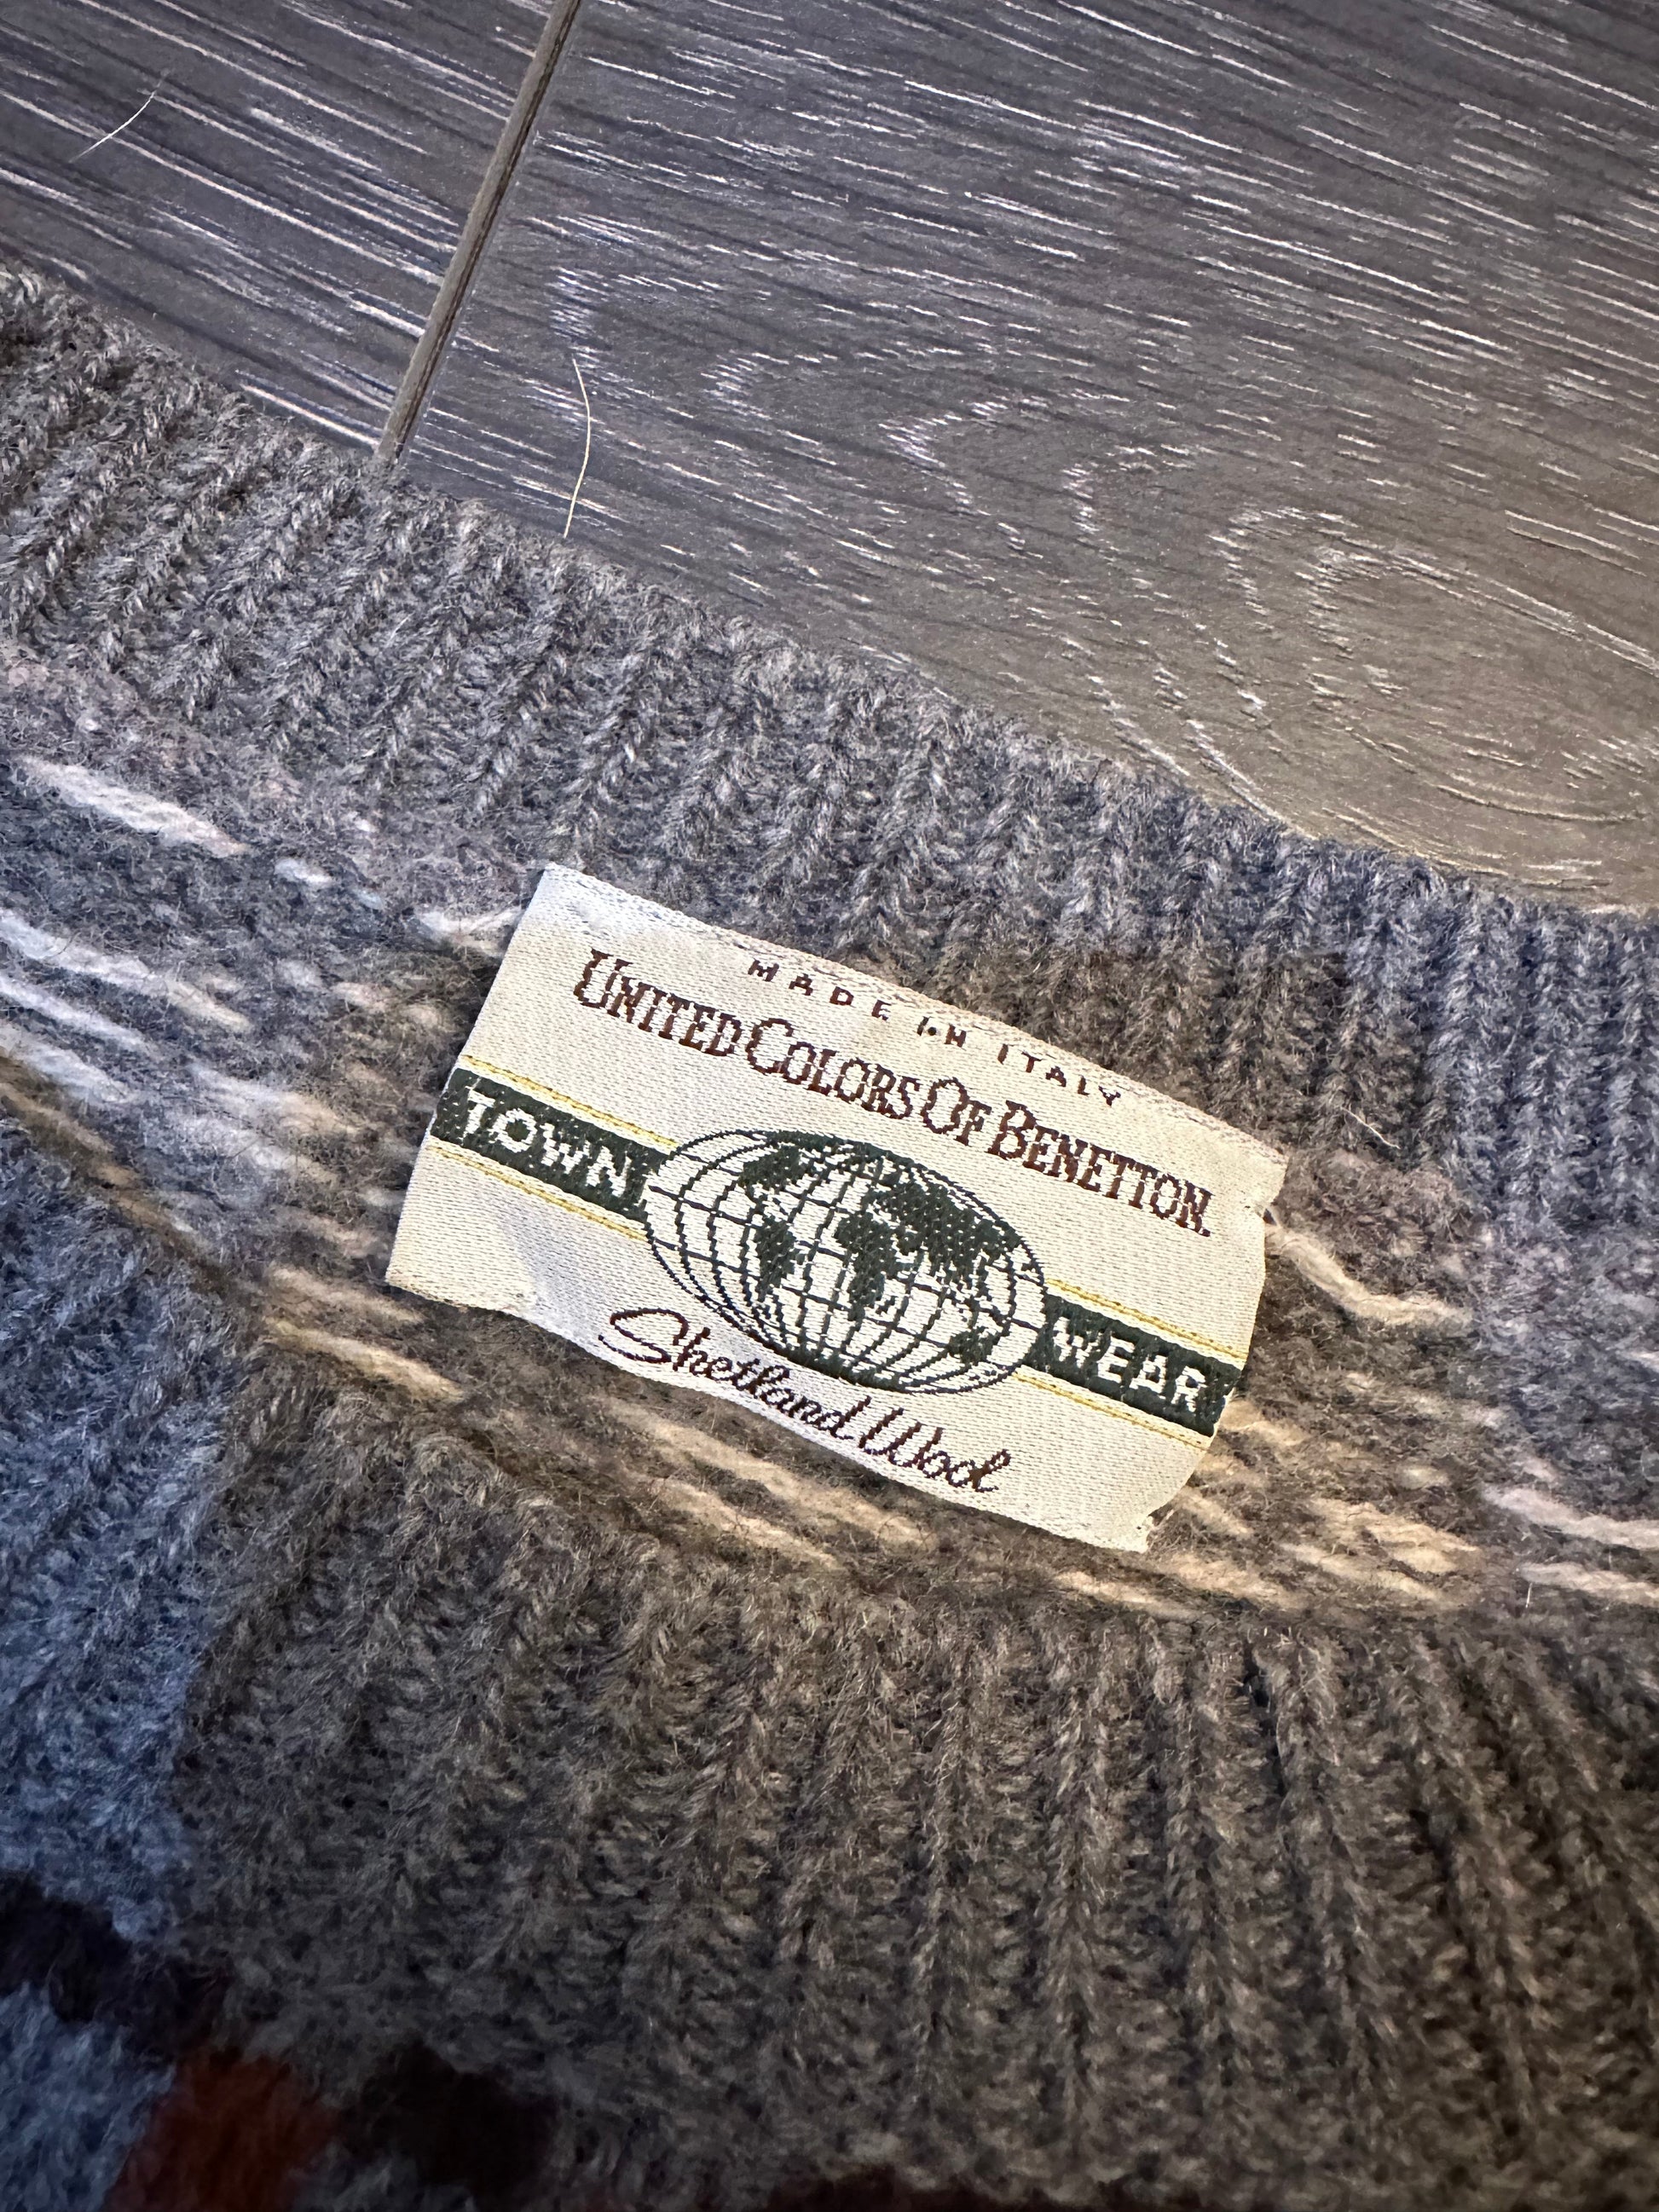 MADE IN ITALY
UNITED COLORS OF BENETTON.
TOWN WEAR
Shetland Wool